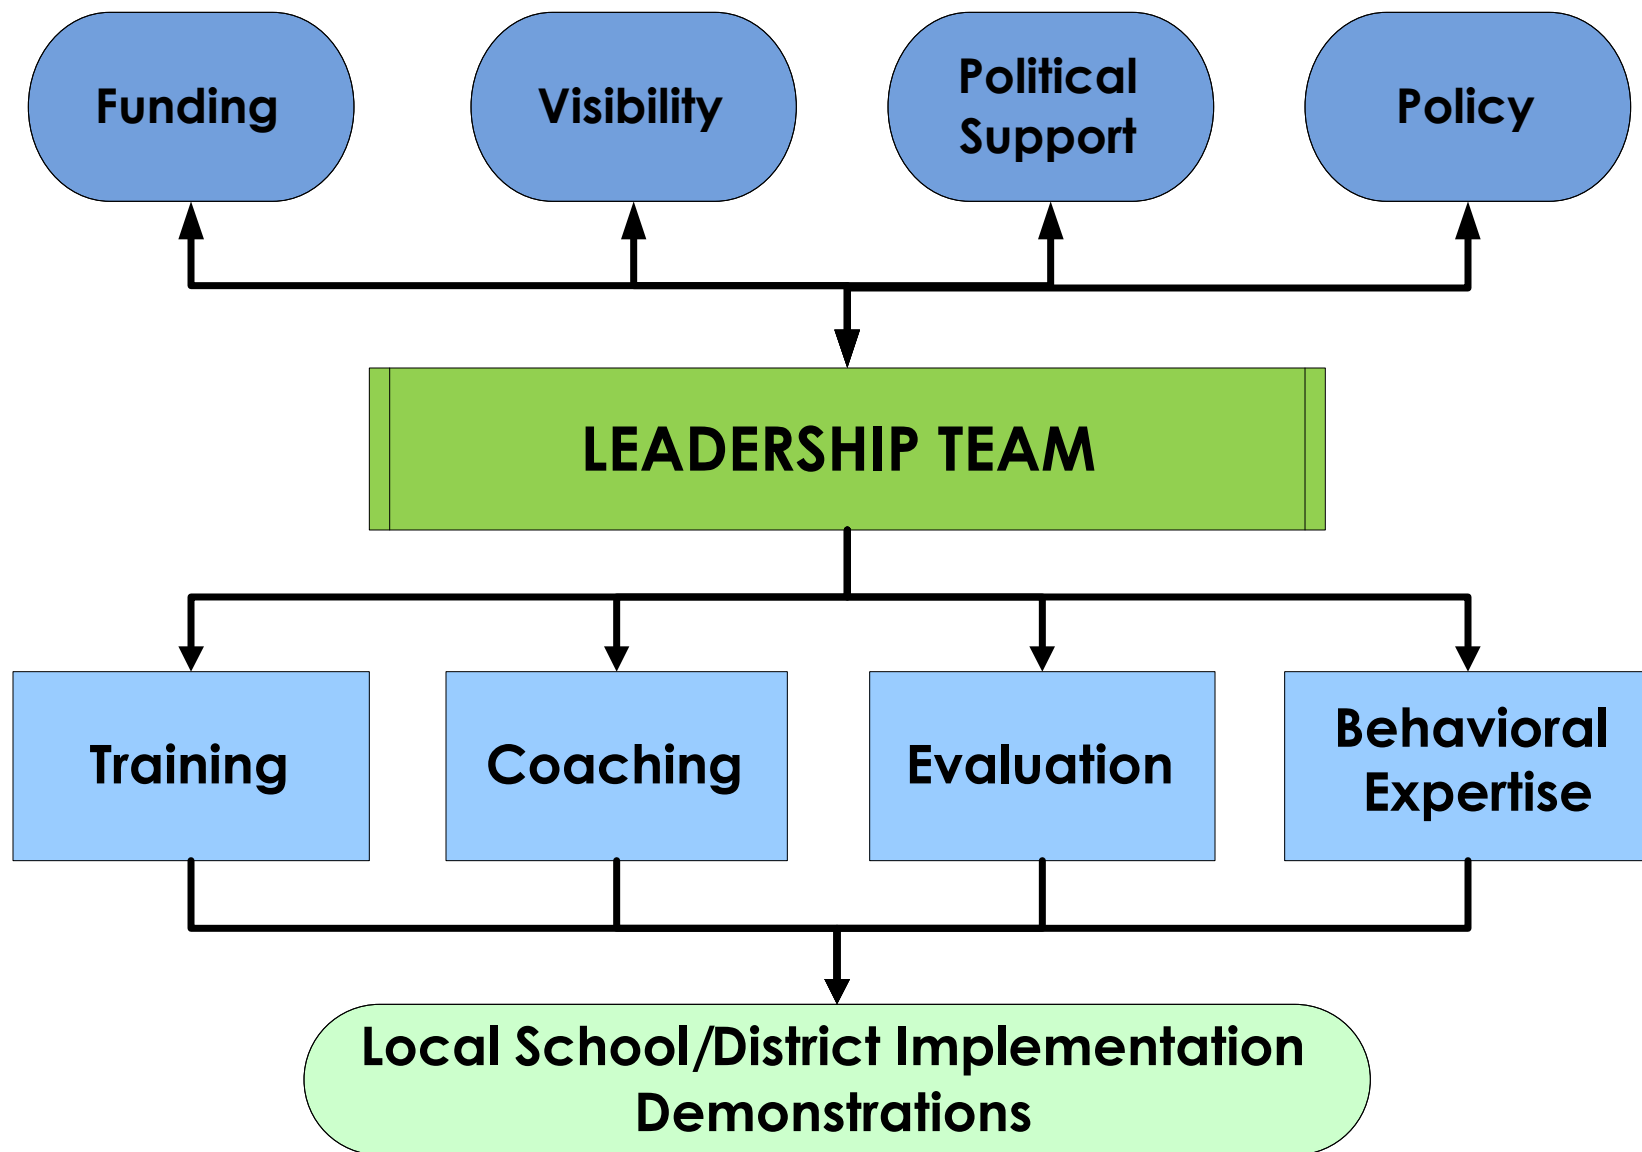 Funding
Visibility
Political
Support
Policy
LEADERSHIP TEAM
Training
Coaching
Evaluation
Behavioral
Expertise
Local School/District Implementation
Demonstrations